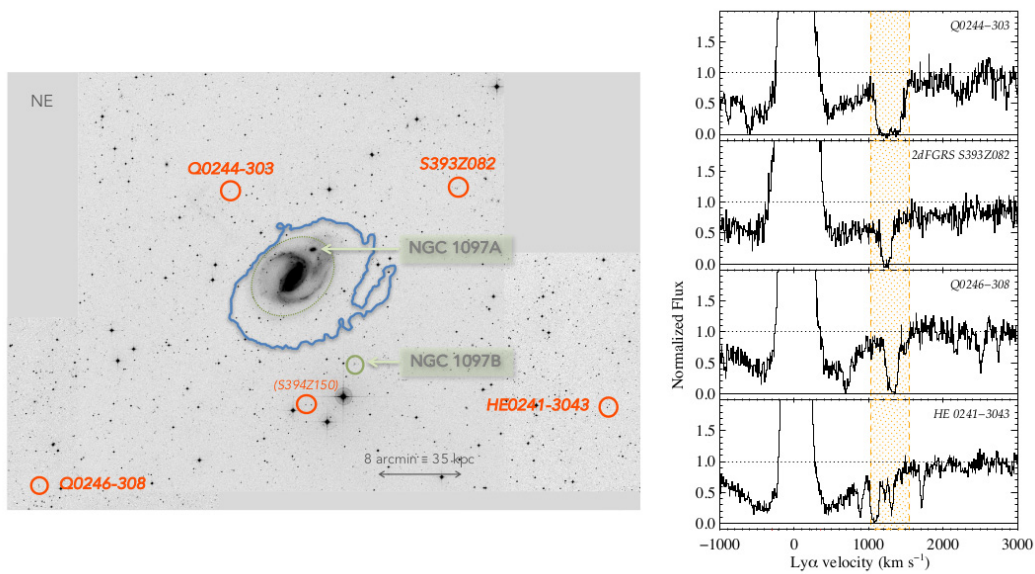 NE
Q0244-303
S393Z082
NGC 1097A
NGC 1097B
(S394Z150)
HE0241-3043
8 arcmin ≡ 35 kpc
Q0246-308
Normalized Flux
Q0244−303
1.5
1.0
0.5
0.0
2dFGRS S393Z082
1.5
1.0
0.5
0.0
Q0246−308
1.5
1.0
0.5
0.0
HE 0241−3043
1.5
1.0
0.5
0.0
−1000 0 1000 2000 3000
Lyα velocity (km s⁻¹)